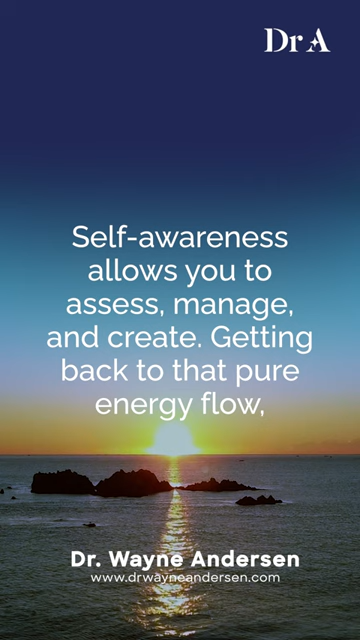 Dr A
Self-awareness
allows you to
assess, manage,
and create. Getting
back to that pure
energy flow,
Dr. Wayne Andersen
www.drwayneandersen.com